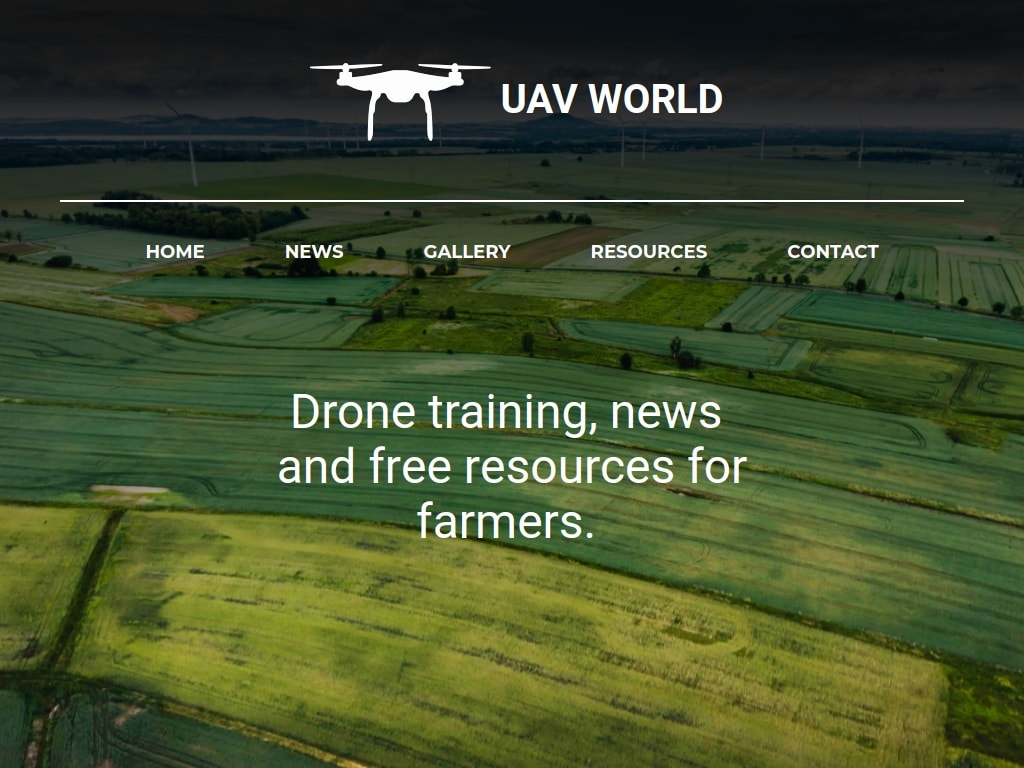 UAV WORLD
HOME NEWS GALLERY RESOURCES CONTACT
Drone training, news
and free resources for
farmers.